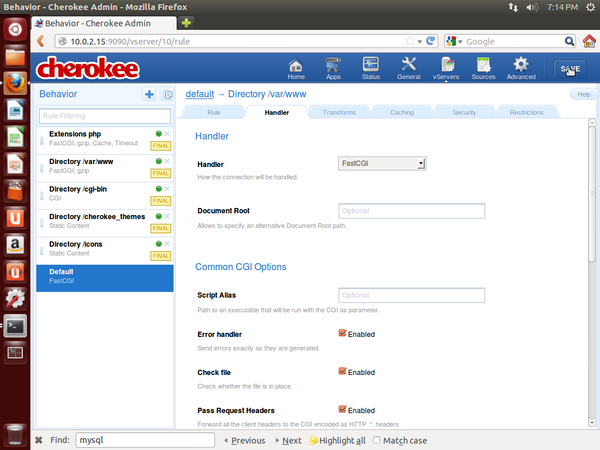 Behavior - Cherokee Admin - Mozilla Firefox
7:14 PM
Behavior - Cherokee Admin
10.0.2.15:9090/vserver/10/rule
Google
cherokee
Home
Apps
Status
General
vServers
Sources
Advanced
SAVE
Behavior
default → Directory /var/www
Help
Rule Filtering
Rule
Handler
Transforms
Caching
Security
Restrictions
Extensions php
FastCGI, gzip, Cache, Timeout
FINAL
Directory /var/www
FastCGI, gzip
FINAL
Directory /cgi-bin
CGI
FINAL
Directory /cherokee_themes
Static Content
FINAL
Directory /icons
Static Content
FINAL
Default
FastCGI
Handler
Handler
FastCGI
How the connection will be handled.
Document Root
Optional
Allows to specify an alternative Document Root path.
Common CGI Options
Script Alias
Optional
Path to an executable that will be run with the CGI as parameter.
Error handler
Enabled
Send errors exactly as they are generated.
Check file
Enabled
Check whether the file is in place.
Pass Request Headers
Enabled
Forward all the client headers to the CGI encoded as HTTP_*. headers.
Find:
mysql
Previous
Next
Highlight all
Match case